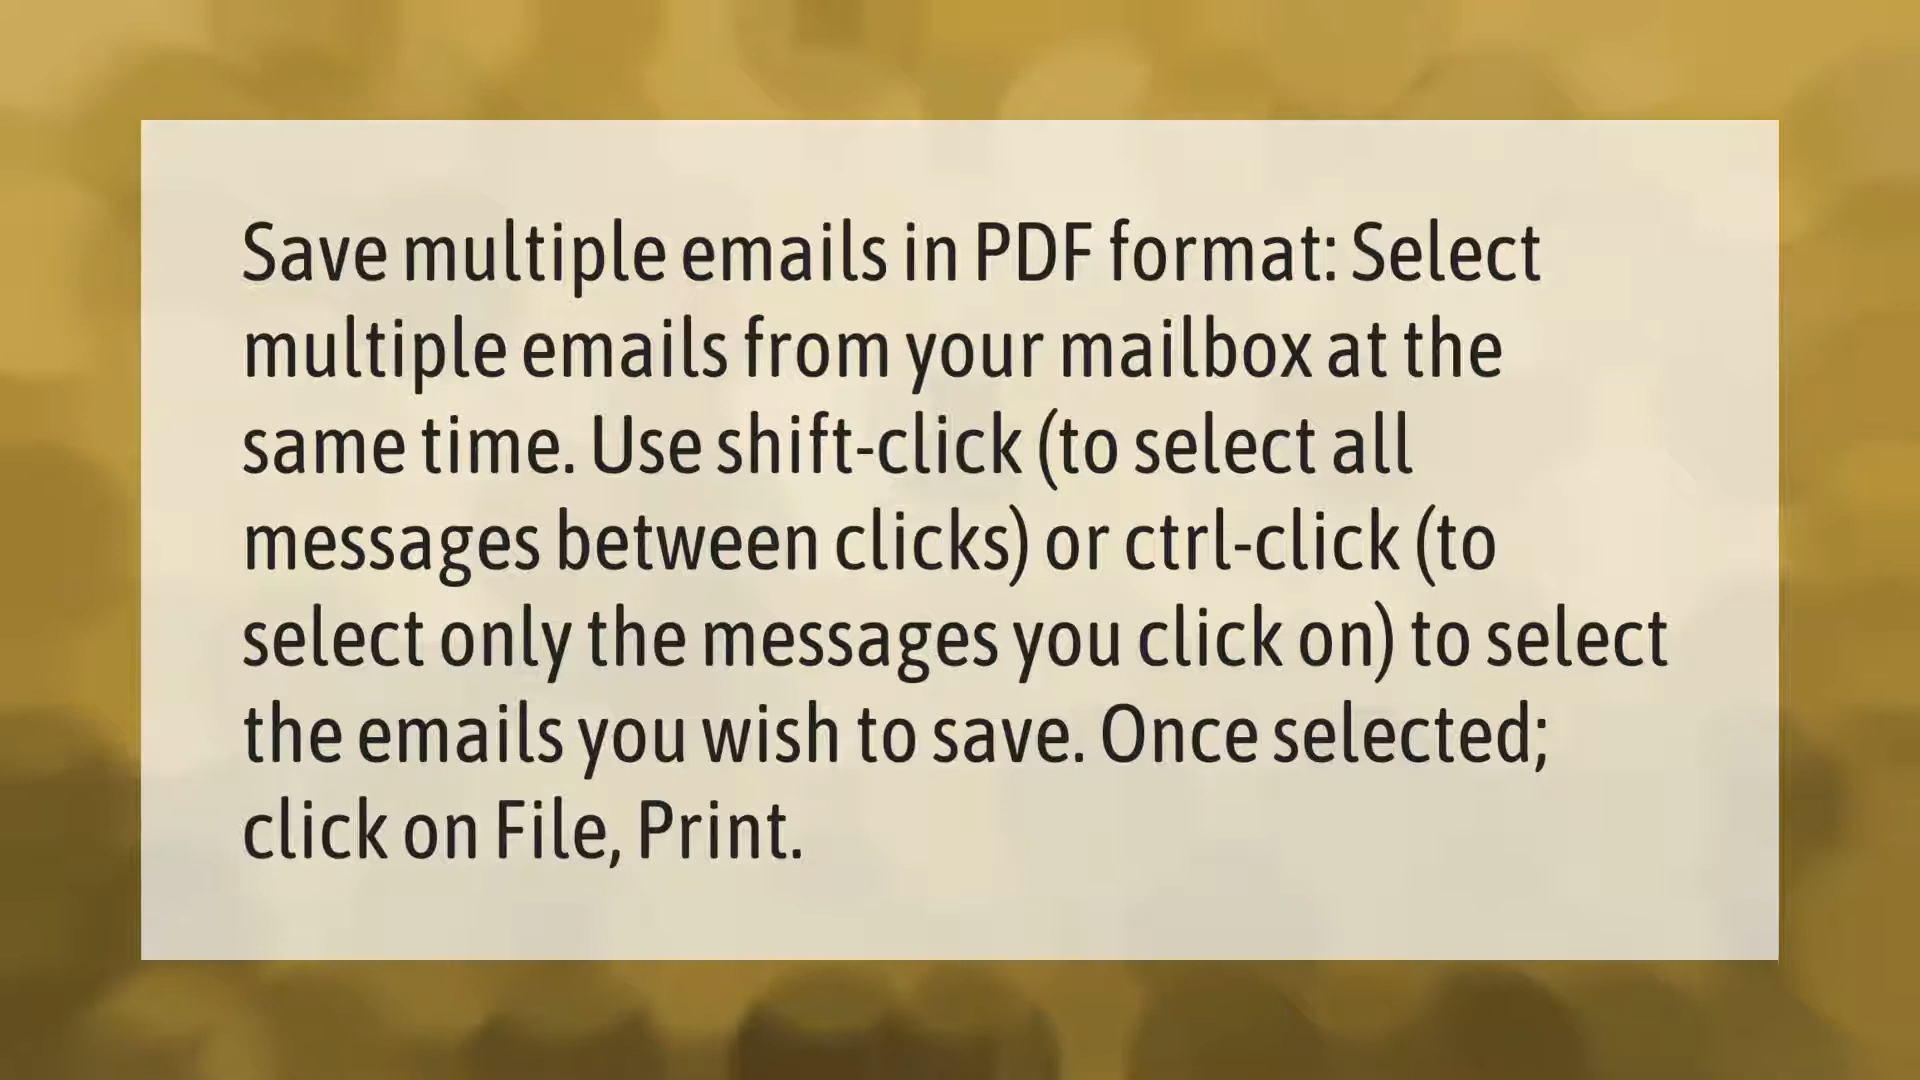 Save multiple emails in PDF format: Select
multiple emails from your mailbox at the
same time. Use shift-click (to select all
messages between clicks) or ctrl-click (to
select only the messages you click on) to select
the emails you wish to save. Once selected;
click on File, Print.